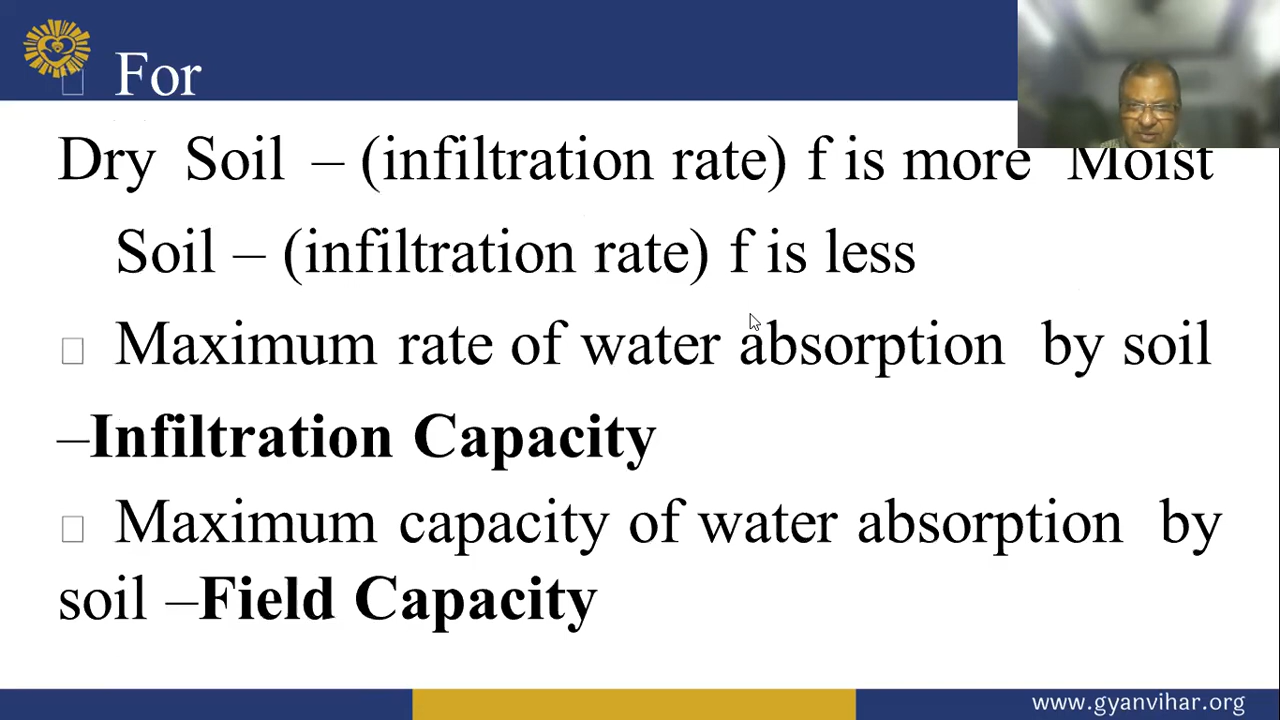 For
Dry Soil – (infiltration rate) f is more Moist
Soil – (infiltration rate) f is less
Maximum rate of water absorption by soil
–Infiltration Capacity
Maximum capacity of water absorption by
soil –Field Capacity
www.gyanvihar.org